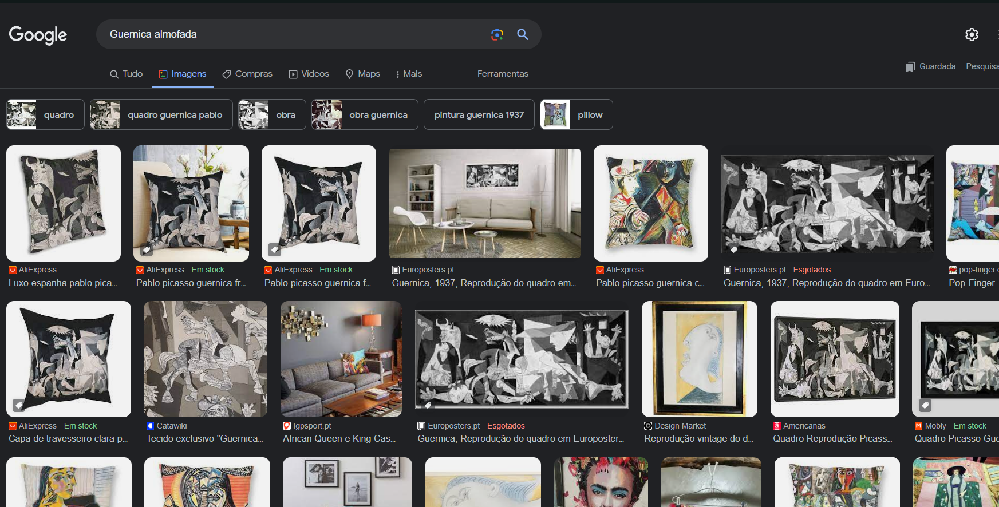 Google
Guernica almofada
Tudo
Imagens
Compras
Vídeos
Maps
Mais
Ferramentas
Guardada
Pesquisa
quadro
quadro guernica pablo
obra
obra guernica
pintura guernica 1937
pillow
AliExpress
Luxo espanha pablo pica...
AliExpress · Em stock
Pablo picasso guernica fr...
AliExpress · Em stock
Pablo picasso guernica f...
Europosters.pt
Guernica, 1937, Reprodução do quadro em...
AliExpress
Pablo picasso guernica c...
Europosters.pt · Esgotados
Guernica, 1937, Reprodução do quadro em Euro...
pop-finger.c
Pop-Finger
AliExpress · Em stock
Capa de travesseiro clara p...
Catawiki
Tecido exclusivo "Guernica...
Igpsport.pt
African Queen e King Cas...
Europosters.pt · Esgotados
Guernica, Reprodução do quadro em Europoster...
Design Market
Reprodução vintage do d...
Americanas
Quadro Reprodução Picass...
Mobly · Em stock
Quadro Picasso Gue